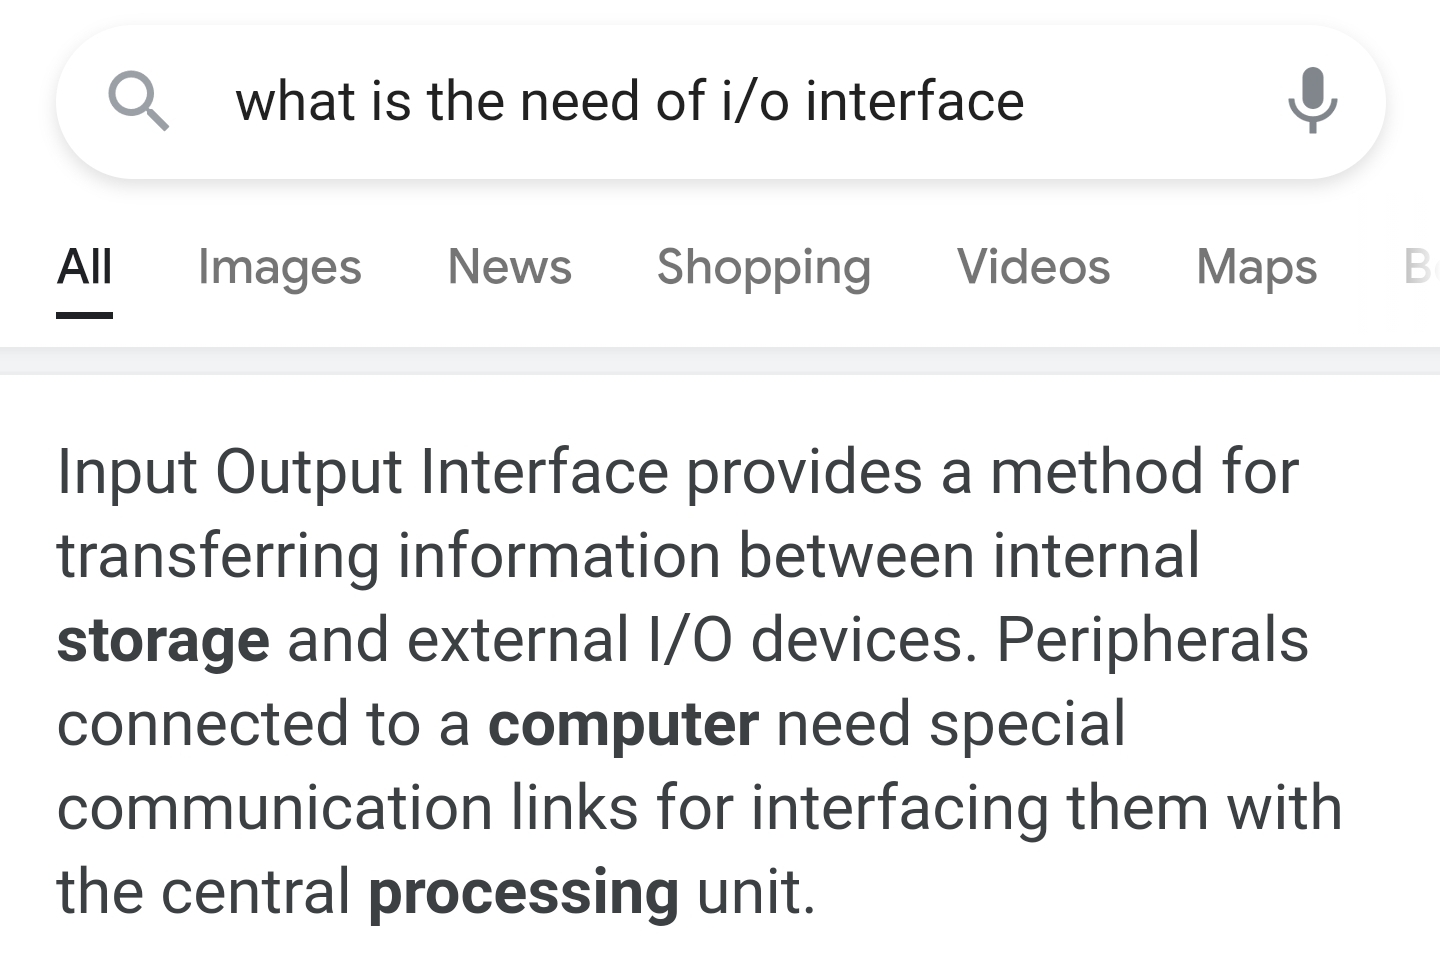 what is the need of i/o interface
All Images News Shopping Videos Maps
Input Output Interface provides a method for
transferring information between internal
storage and external I/O devices. Peripherals
connected to a computer need special
communication links for interfacing them with
the central processing unit.